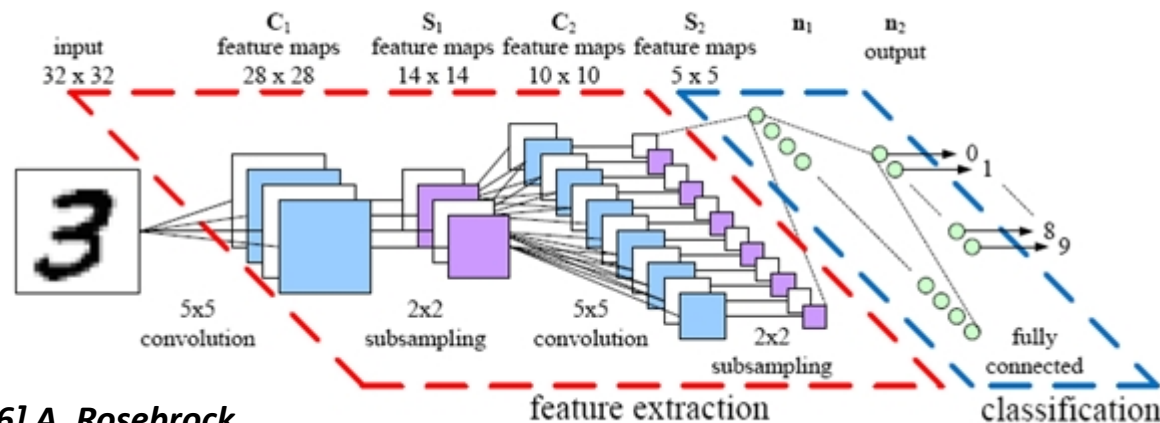 input
32 x 32
C₁
feature maps
28 x 28
S₁
feature maps
14 x 14
C₂
feature maps
10 x 10
S₂
feature maps
5 x 5
n₁
n₂
output
3
0
1
8
9
5x5
convolution
2x2
subsampling
5x5
convolution
2x2
subsampling
fully
connected
feature extraction
classification
6] A. Rosebrock